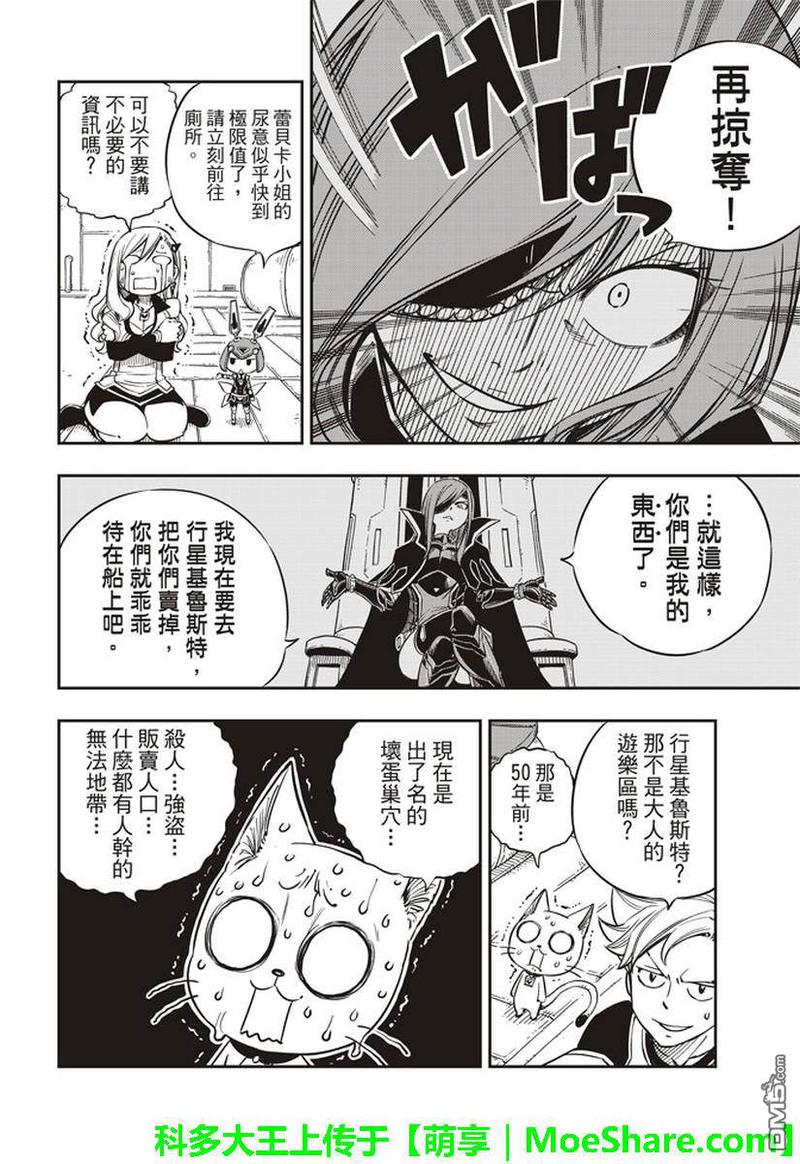 再掠奪！
がばっ
蕾貝卡小姐的
尿意似乎快到
極限值了，
請立刻前往
廁所。
可以不要講
不必要的
資訊嗎？
…就這樣，
你們是我的
東西了。
我現在要去
行星基魯斯特，
把你們賣掉，
你們就乖乖
待在船上吧。
行星基魯斯特？
那不是大人的
遊樂區嗎？
那是
50年前…
現在是
出了名的
壞蛋巢穴…
殺人…強盜…
販賣人口…
什麼都有人幹的
無法地帶…
科多大王上传于【萌享｜MoeShare.com】
DM5.com